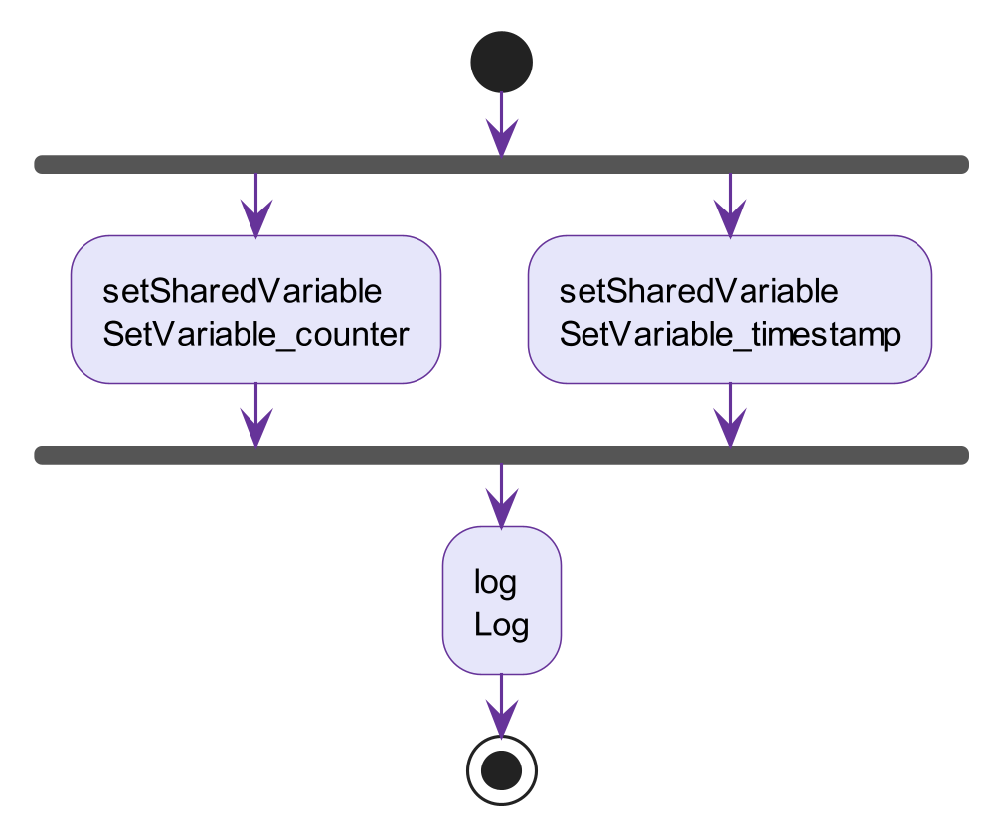 setSharedVariable
SetVariable_counter
setSharedVariable
SetVariable_timestamp
log
Log